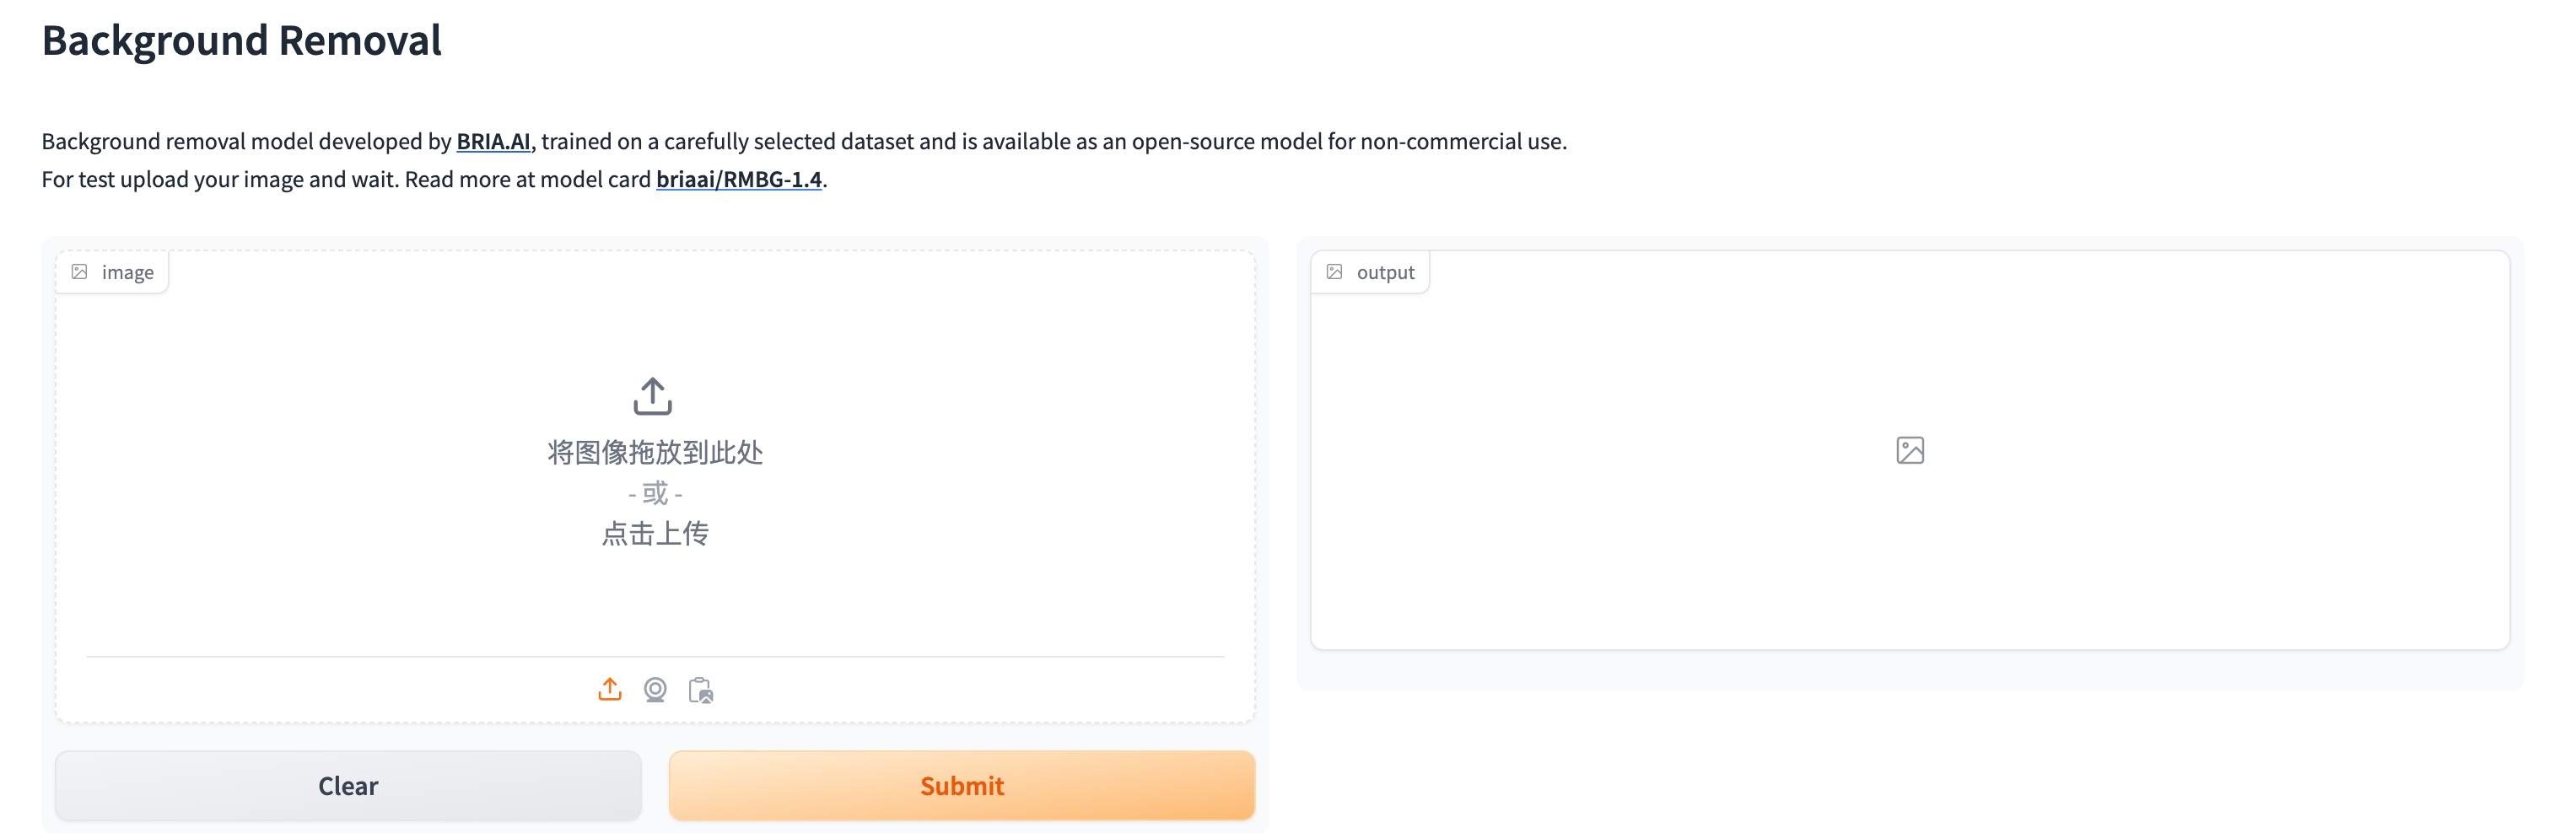 Background Removal
Background removal model developed by BRIA.AI, trained on a carefully selected dataset and is available as an open-source model for non-commercial use.
For test upload your image and wait. Read more at model card briaai/RMBG-1.4.
image
将图像拖放到此处
- 或 -
点击上传
Clear
Submit
output